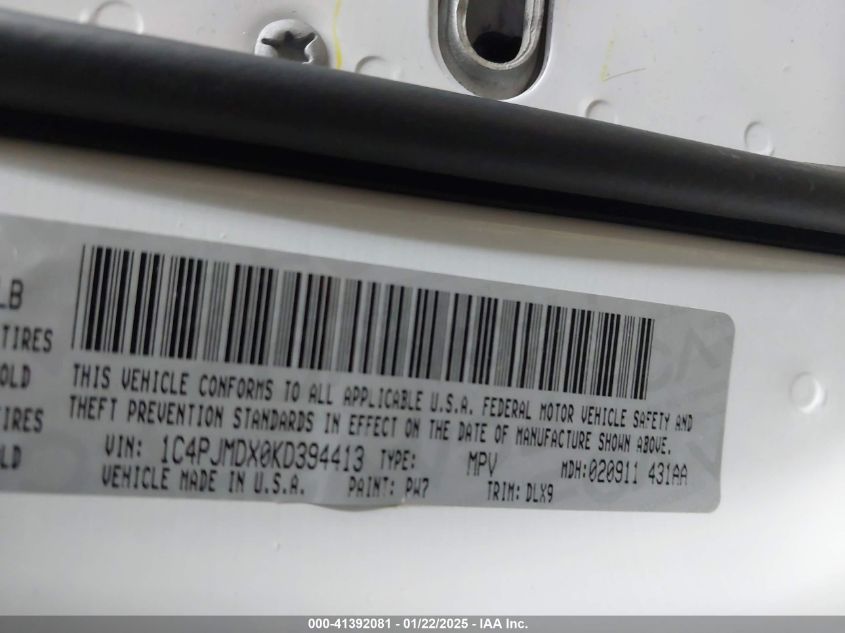 LB
TIRES
OLD
TIRES
LD
THIS VEHICLE CONFORMS TO ALL APPLICABLE U.S.A. FEDERAL MOTOR VEHICLE SAFETY AND
THEFT PREVENTION STANDARDS IN EFFECT ON THE DATE OF MANUFACTURE SHOWN ABOVE.
VIN: 1C4PJMDX0KD394413 TYPE: MPV MDH:020911 431AA
VEHICLE MADE IN U.S.A. PAINT: PW7 TRIM: DLX9
000-41392081 - 01/22/2025 - IAA Inc.